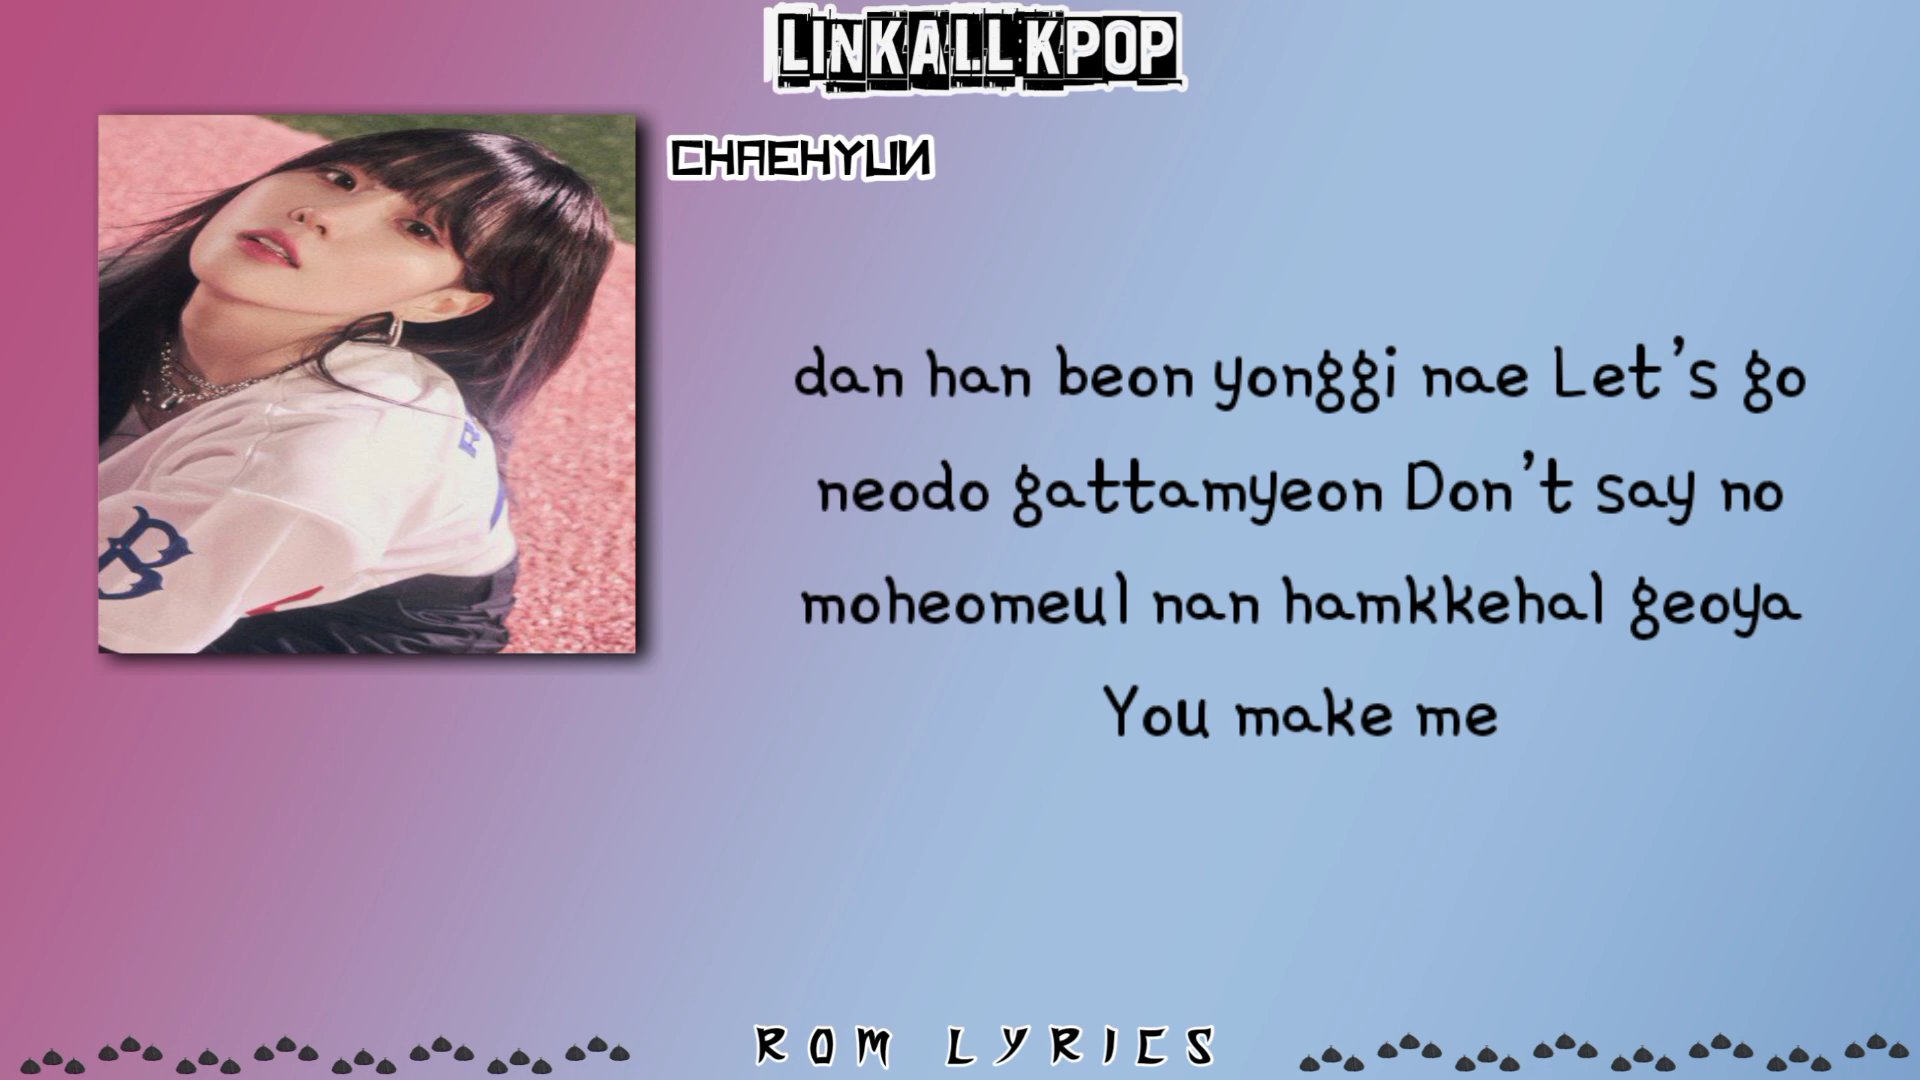 LINKALLKPOP
CHAEHYUN
dan han beon yonggi nae Let's go
neodo gattamyeon Don't say no
moheomeul nan hamkkehal geoya
You make me
B
R
ROM LYRICS